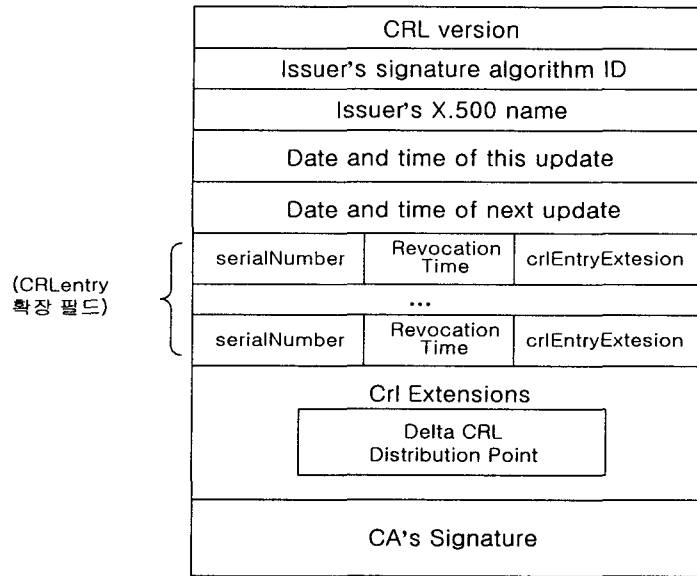 CRL version
Issuer's signature algorithm ID
Issuer's X.500 name
Date and time of this update
Date and time of next update
(CRLentry
확장 필드)
serialNumber
Revocation
Time
crlEntryExtesion
...
serialNumber
Revocation
Time
crlEntryExtesion
Crl Extensions
Delta CRL
Distribution Point
CA's Signature